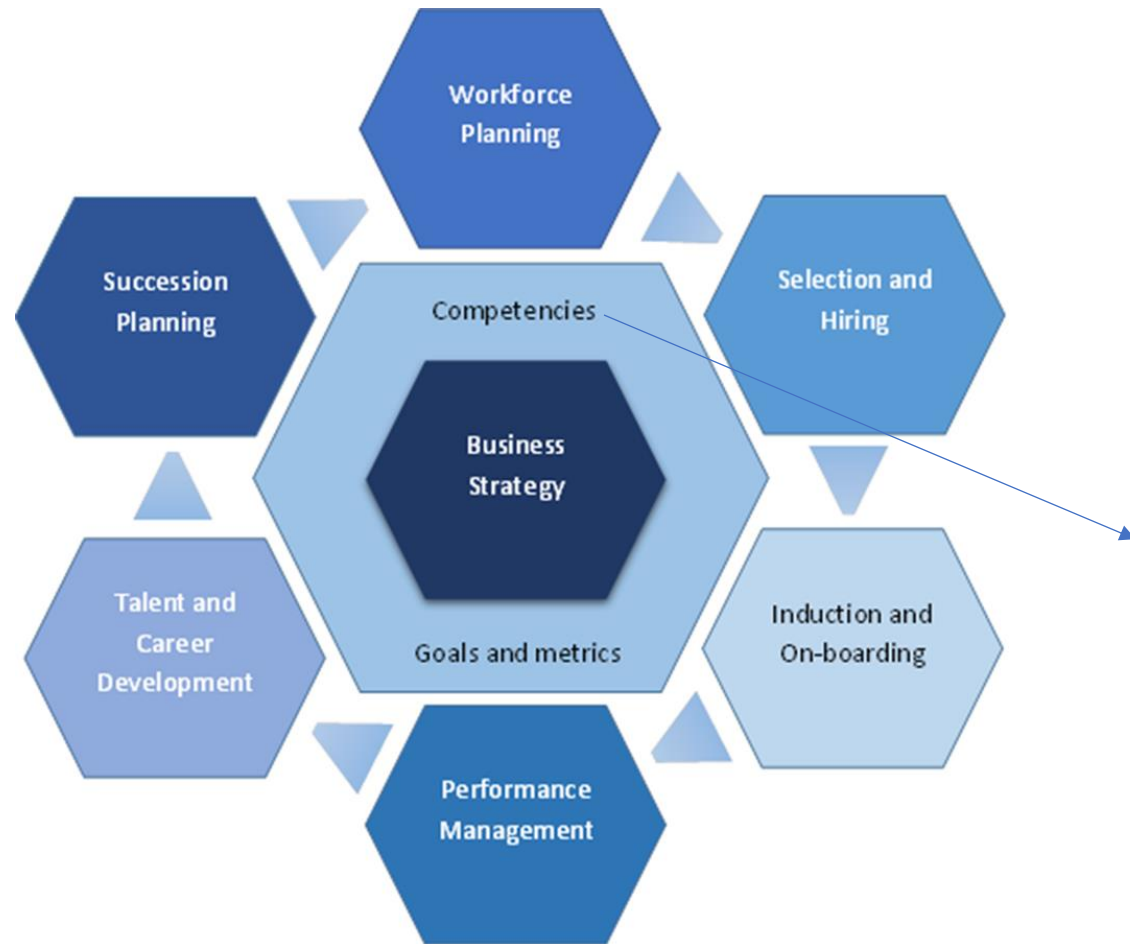 Workforce
Planning
Selection and
Hiring
Induction and
On-boarding
Performance
Management
Talent and
Career
Development
Succession
Planning
Competencies
Business
Strategy
Goals and metrics